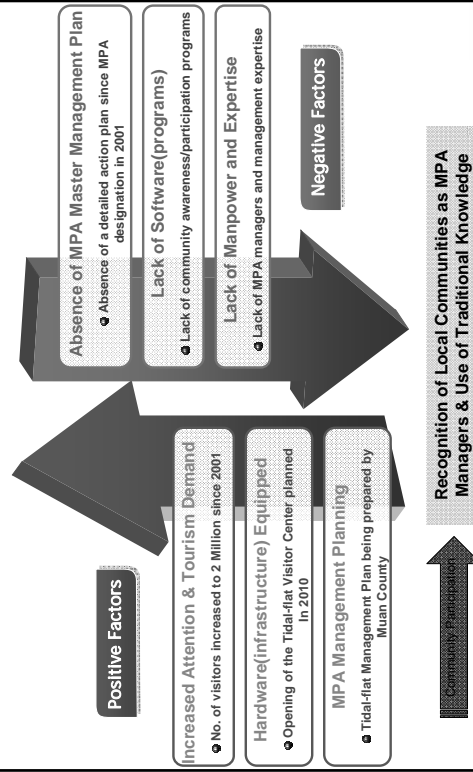 Positive Factors
Increased Attention & Tourism Demand
No. of visitors increased to 2 Million since 2001
Hardware(infrastructure) Equipped
Opening of the Tidal-flat Visitor Center planned
In 2010
MPA Management Planning
Tidal-flat Management Plan being prepared by
Muan County
Absence of MPA Master Management Plan
Absence of a detailed action plan since MPA
designation in 2001
Lack of Software(programs)
Lack of community awareness/participation programs
Lack of Manpower and Expertise
Lack of MPA managers and management expertise
Negative Factors
Community Participation
Recognition of Local Communities as MPA
Managers & Use of Traditional Knowledge